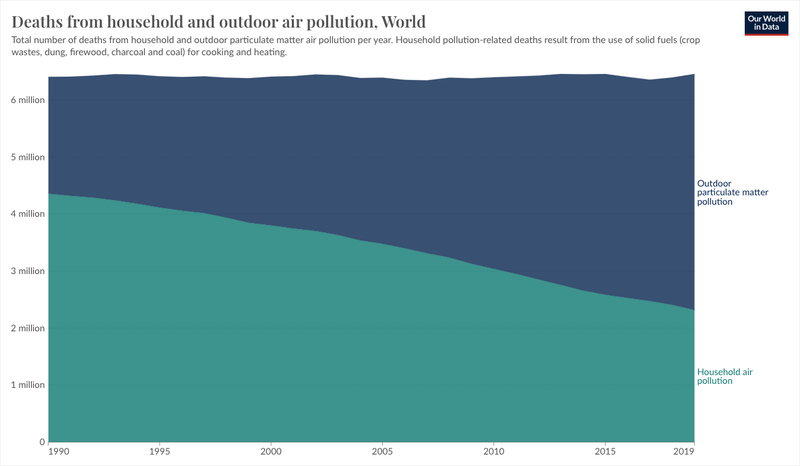 Deaths from household and outdoor air pollution, World
Our World
in Data
Total number of deaths from household and outdoor particulate matter air pollution per year. Household pollution-related deaths result from the use of solid fuels (crop
wastes, dung, firewood, charcoal and coal) for cooking and heating.
6 million
5 million
4 million
3 million
2 million
1 million
0
Outdoor
particulate matter
pollution
Household air
pollution
1990
1995
2000
2005
2010
2015
2019